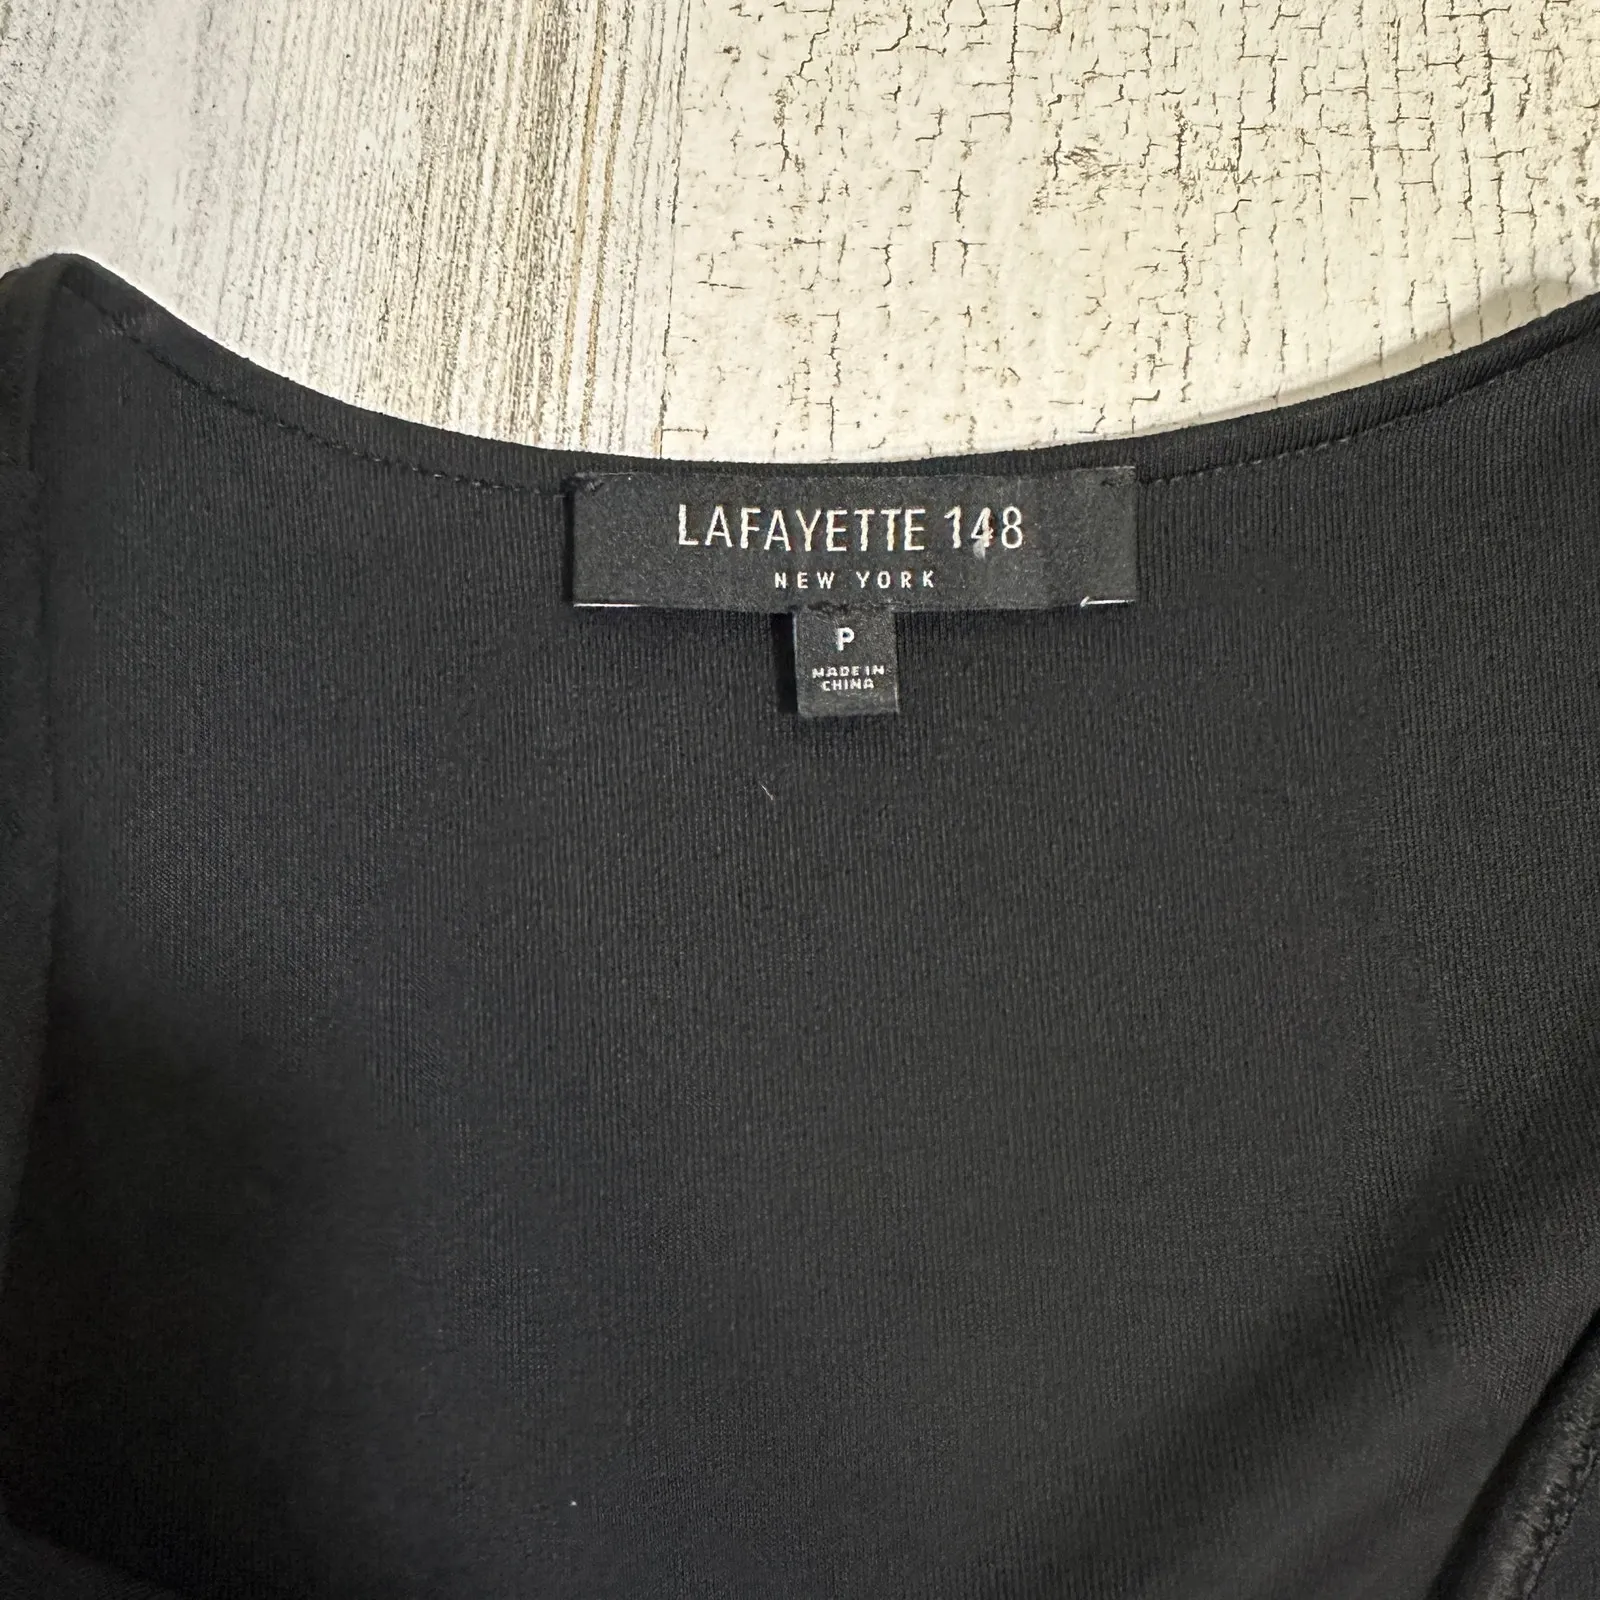 LAFAYETTE 148
NEW YORK
P
MADE IN
CHINA